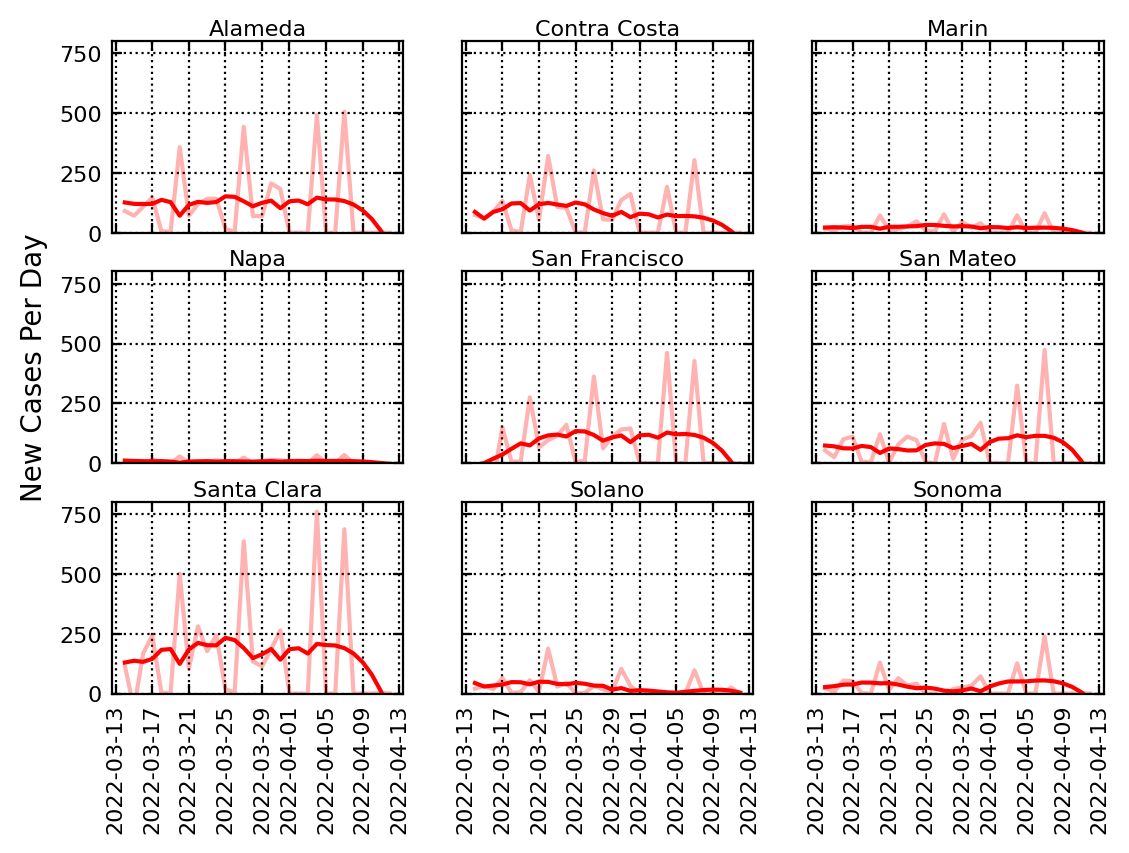 Alameda Contra Costa Marin
750
500
250
0
Napa San Francisco San Mateo
750
500
250
0
New Cases Per Day
Santa Clara Solano Sonoma
750
500
250
0
2022-03-13 2022-03-17 2022-03-21 2022-03-25 2022-03-29 2022-04-01 2022-04-05 2022-04-09 2022-04-13
2022-03-13 2022-03-17 2022-03-21 2022-03-25 2022-03-29 2022-04-01 2022-04-05 2022-04-09 2022-04-13
2022-03-13 2022-03-17 2022-03-21 2022-03-25 2022-03-29 2022-04-01 2022-04-05 2022-04-09 2022-04-13